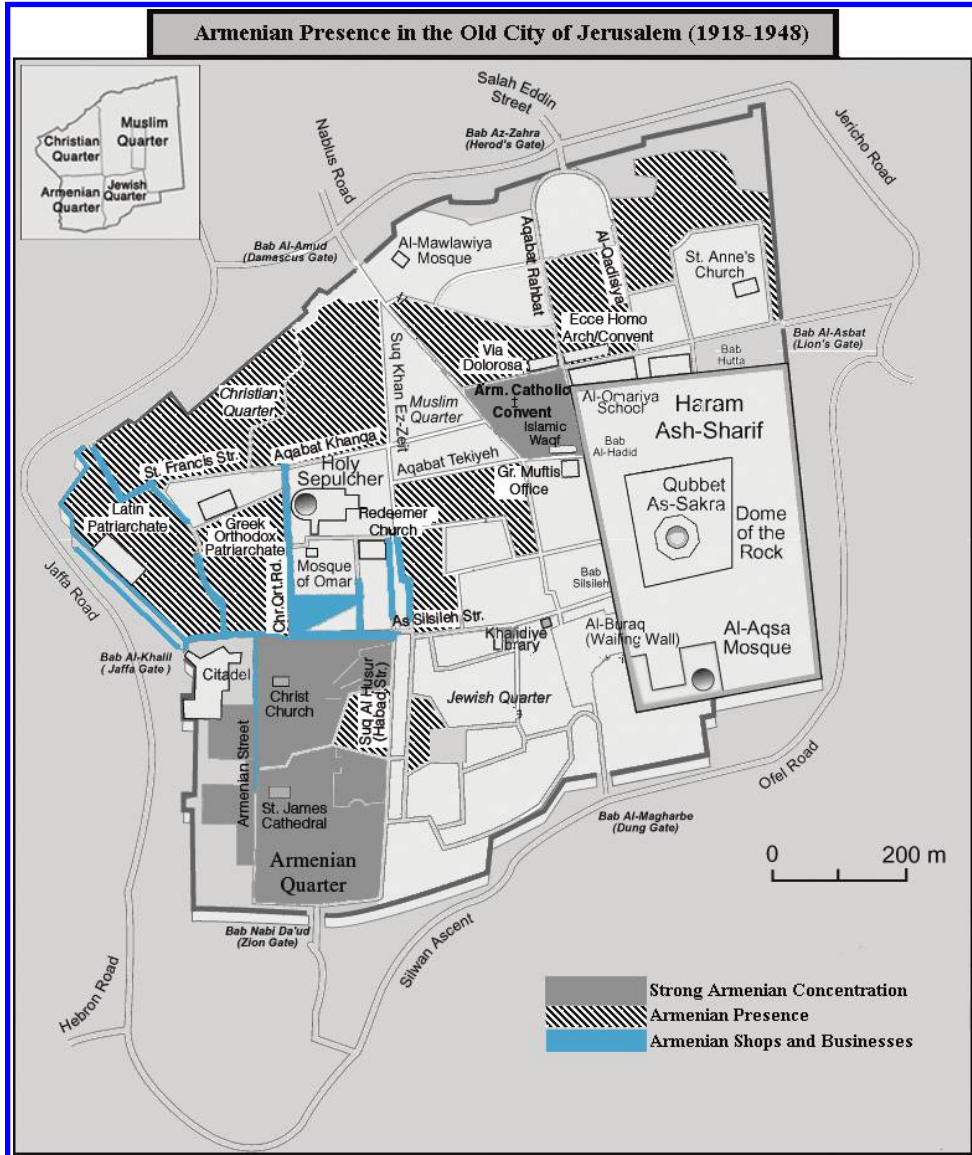 Armenian Presence in the Old City of Jerusalem (1918-1948)
Muslim
Quarter
Christian
Quarter
Armenian
Quarter
Jewish
Quarter
Salah Eddin
Street
Nablus Road
Bab Az-Zahra
(Herod's Gate)
Jericho Road
Bab Al-Amud
(Damascus Gate)
Al-Mawlawiya
Mosque
Aqabat Rahbat
Al-Qadisiya
St. Anne's
Church
Ecce Homo
Arch/Convent
Bab Al-Asbat
(Lion's Gate)
Bab
Hutta
Via
Dolorosa
Suq Khan Ez-Zeit
Christian
Quarter
Muslim
Quarter
Arm. Catholic
Convent
Islamic
Waqf
Al-Omariya
School
Haram
Ash-Sharif
Bab
Al-Hadid
St. Francis Str.
Aqabat Khanqa
Aqabat Tekiyeh
Gr. Muftis
Office
Holy
Sepulcher
Qubbet
As-Sakra
Dome
of the
Rock
Latin
Patriarchate
Greek
Orthodox
Patriarchate
Redeemer
Church
Chr.Qrt.Rd.
Mosque
of Omar
Bab
Silsileh
Jaffa Road
As Silsileh Str.
Khalidiye
Library
Al-Buraq
(Wailing Wall)
Al-Aqsa
Mosque
Bab Al-Khalil
( Jaffa Gate )
Citadel
Christ
Church
Suq Al Husur
(Habad Str.)
Jewish Quarter
Armenian Street
St. James
Cathedral
Armenian
Quarter
Ofel Road
Bab Al-Magharbe
(Dung Gate)
0 200 m
Bab Nabi Da'ud
(Zion Gate)
Silwan Ascent
Hebron Road
Strong Armenian Concentration
Armenian Presence
Armenian Shops and Businesses